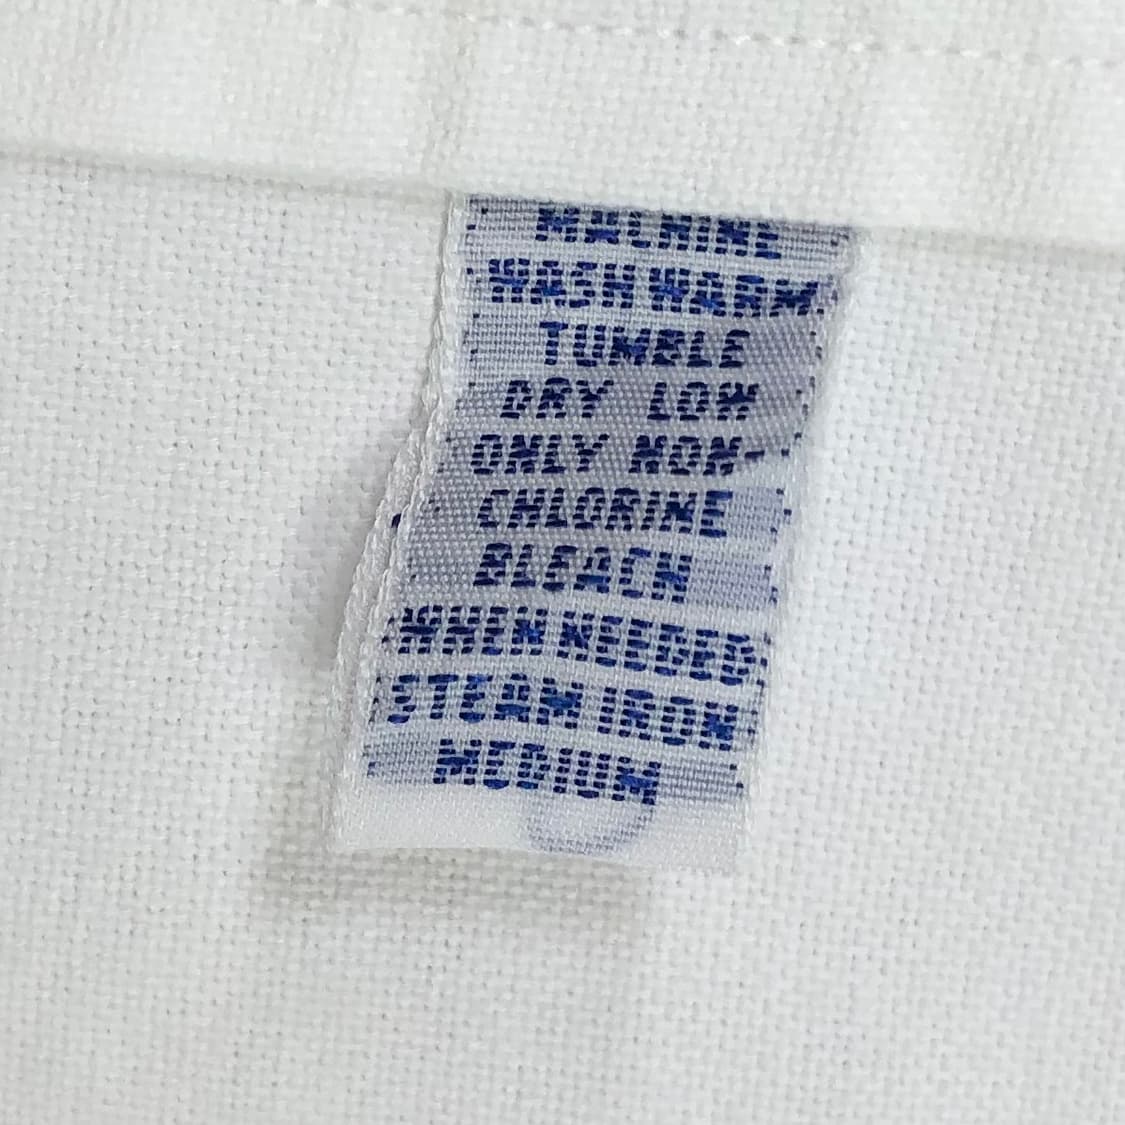 MACHINE
WASH WARM
TUMBLE
DRY LOW
ONLY NON-
CHLORINE
BLEACH
WHEN NEEDED
STEAM IRON
MEDIUM